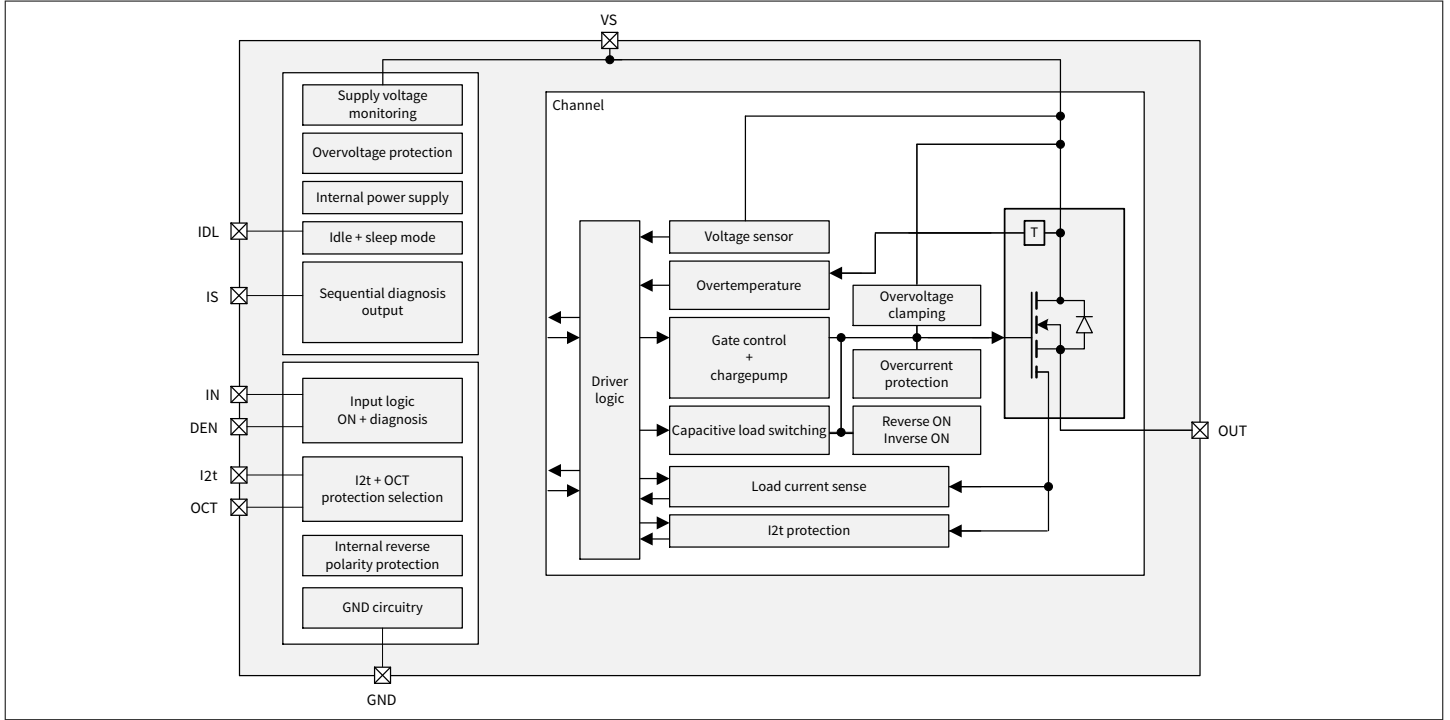 VS
Supply voltage
monitoring
Overvoltage protection
Internal power supply
IDL
Idle + sleep mode
IS
Sequential diagnosis
output
IN
DEN
Input logic
ON + diagnosis
I2t
OCT
I2t + OCT
protection selection
Internal reverse
polarity protection
GND circuitry
GND
Channel
Driver
logic
Voltage sensor
Overtemperature
Gate control
+
chargepump
Capacitive load switching
Load current sense
I2t protection
Overvoltage
clamping
Overcurrent
protection
Reverse ON
Inverse ON
T
OUT